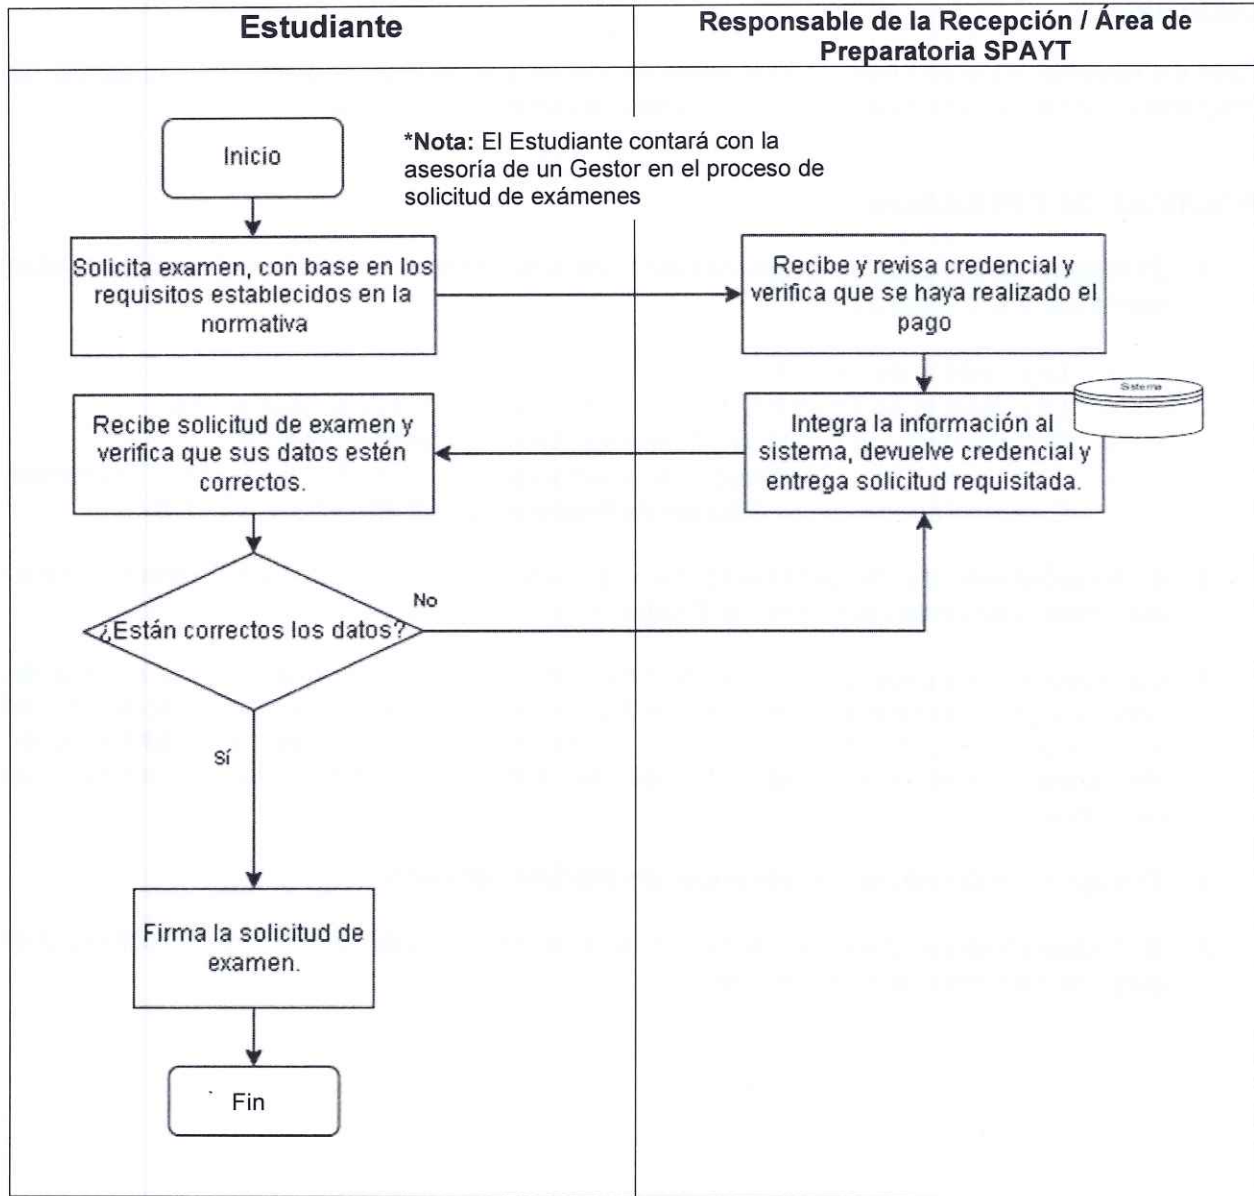 Estudiante
Responsable de la Recepción / Área de
Preparatoria SPAYT
Inicio
*Nota: El Estudiante contará con la
asesoría de un Gestor en el proceso de
solicitud de exámenes
Solicita examen, con base en los
requisitos establecidos en la
normativa
Recibe y revisa credencial y
verifica que se haya realizado el
pago
Sistema
Integra la información al
sistema, devuelve credencial y
entrega solicitud requisitada.
Recibe solicitud de examen y
verifica que sus datos estén
correctos.
¿Están correctos los datos?
No
Sí
Firma la solicitud de
examen.
Fin